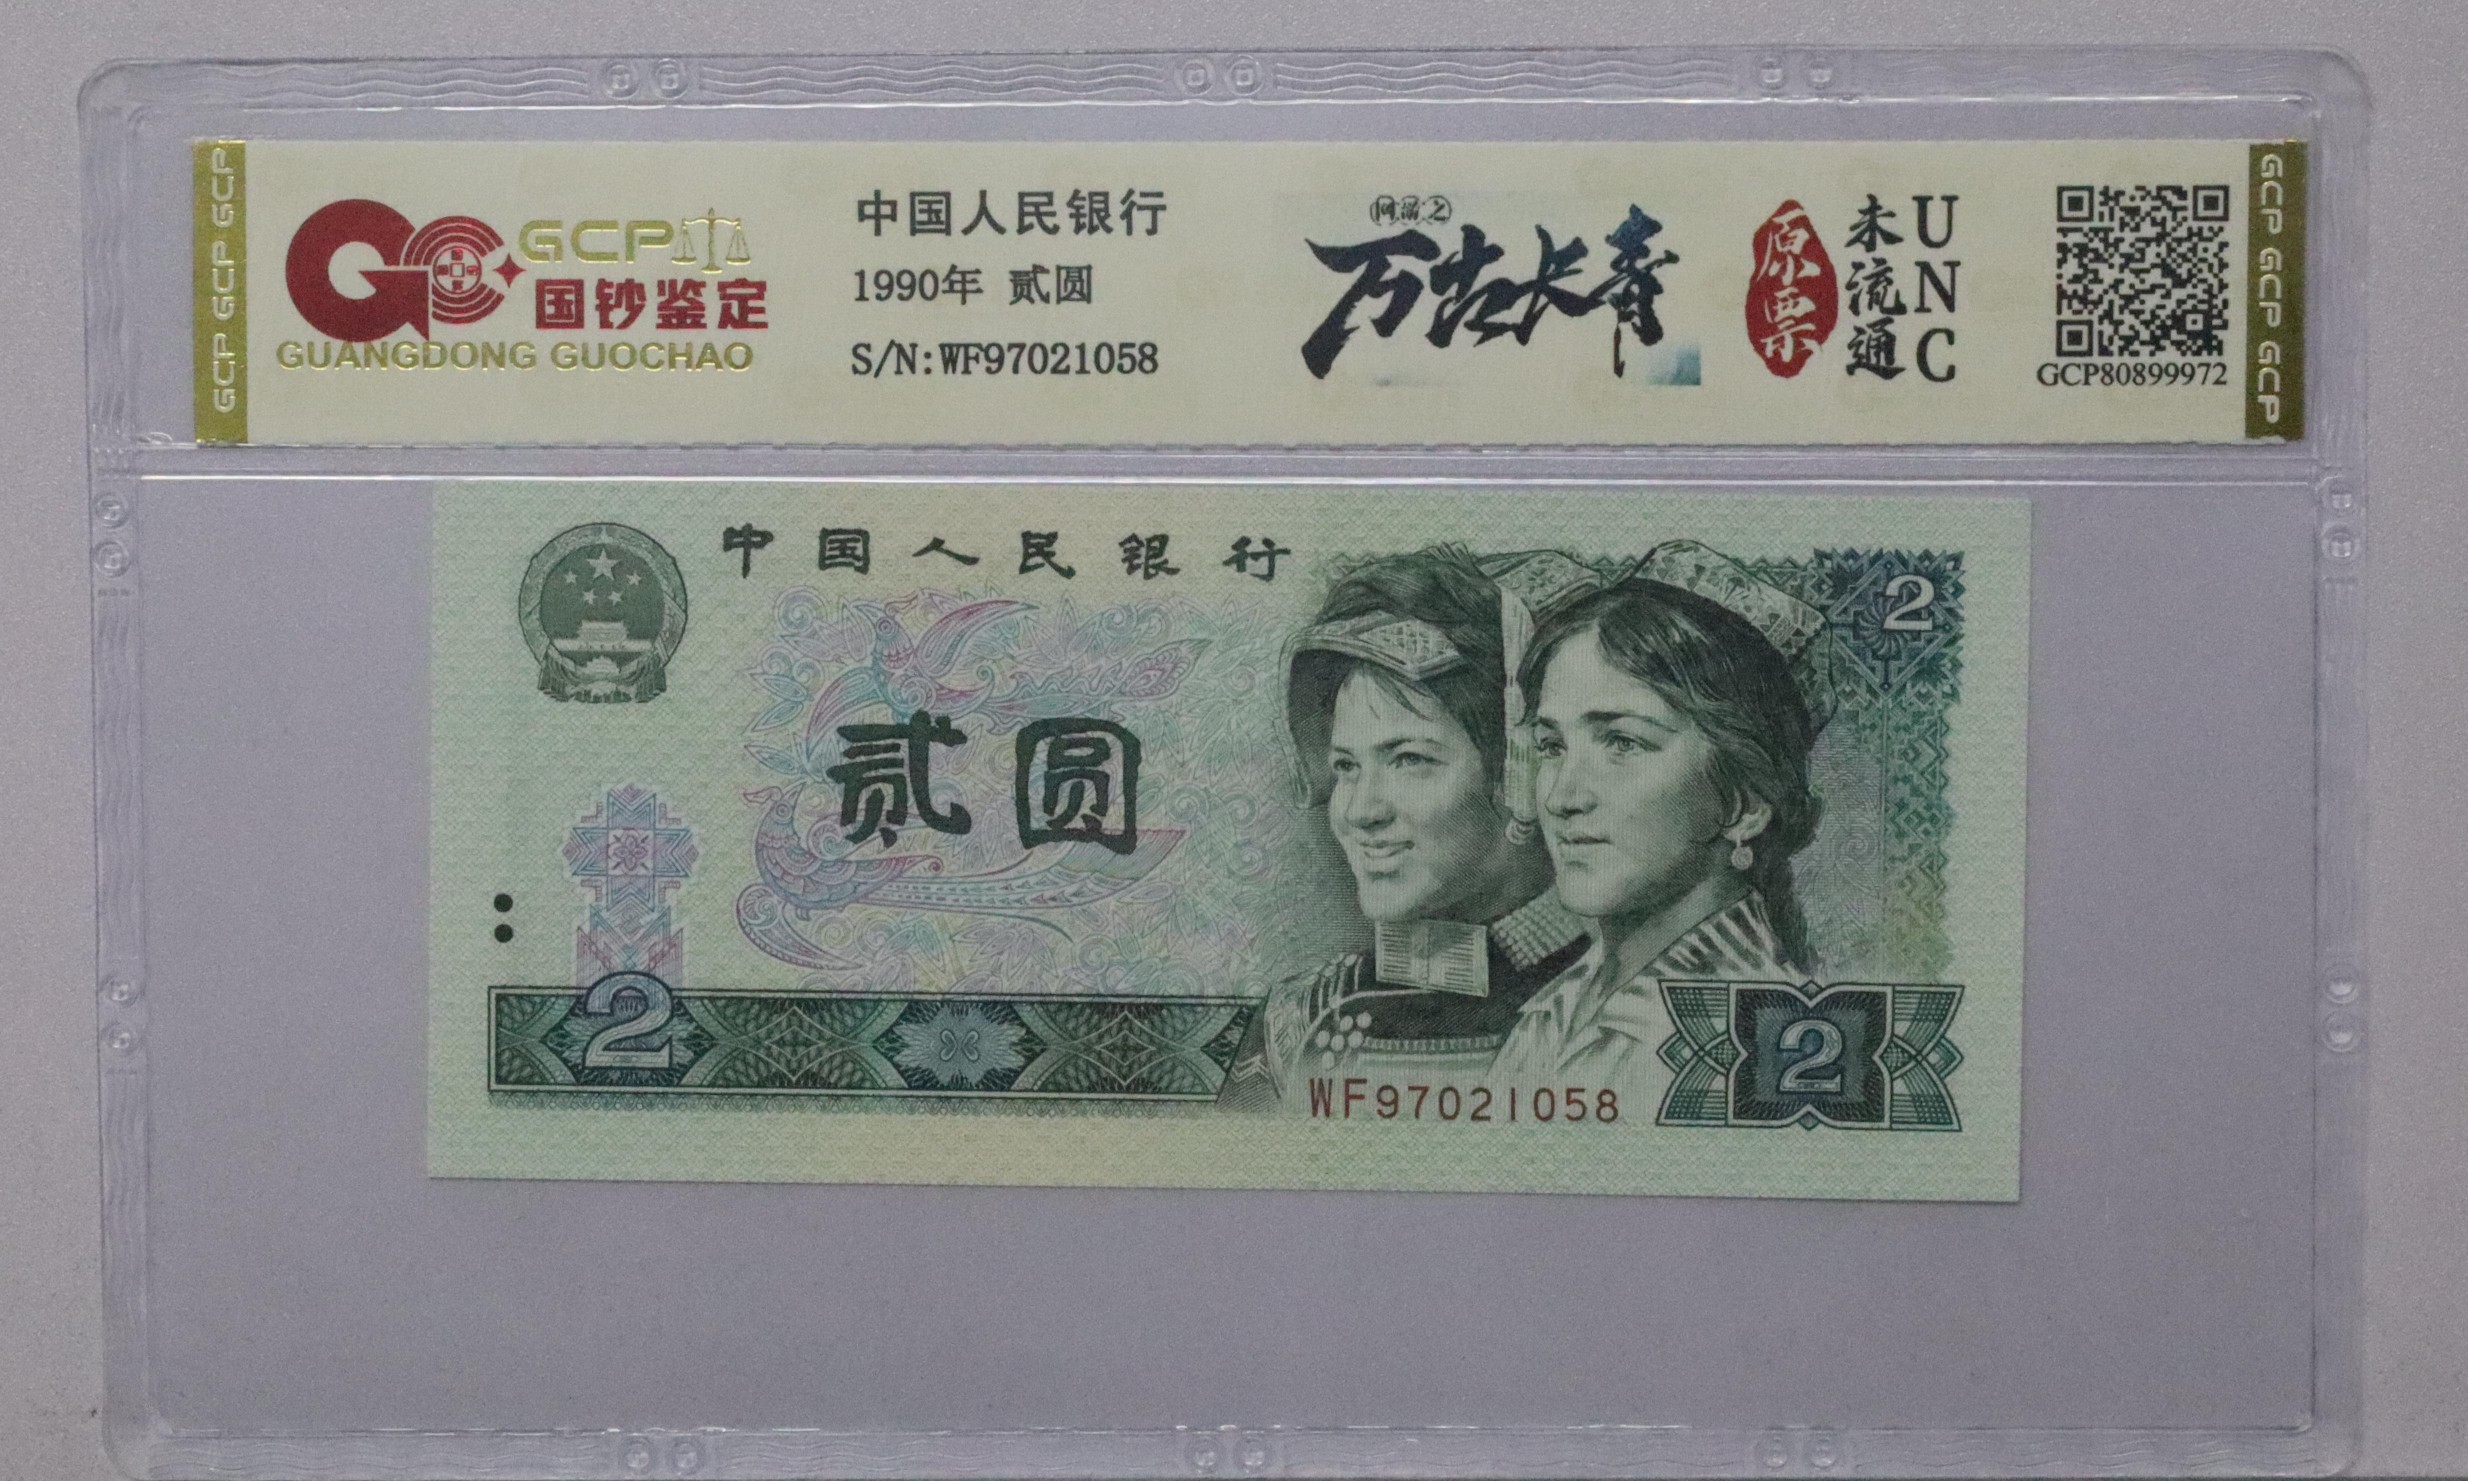 GCP GCP GCP
GCP
国钞鉴定
GUANGDONG GUOCHAO
中国人民银行
1990年 贰圆
S/N:WF97021058
万古长青
原票
未流通
UNC
GCP80899972
GCP GCP GCP
中国人民银行
2
贰圆
2
WF97021058
2